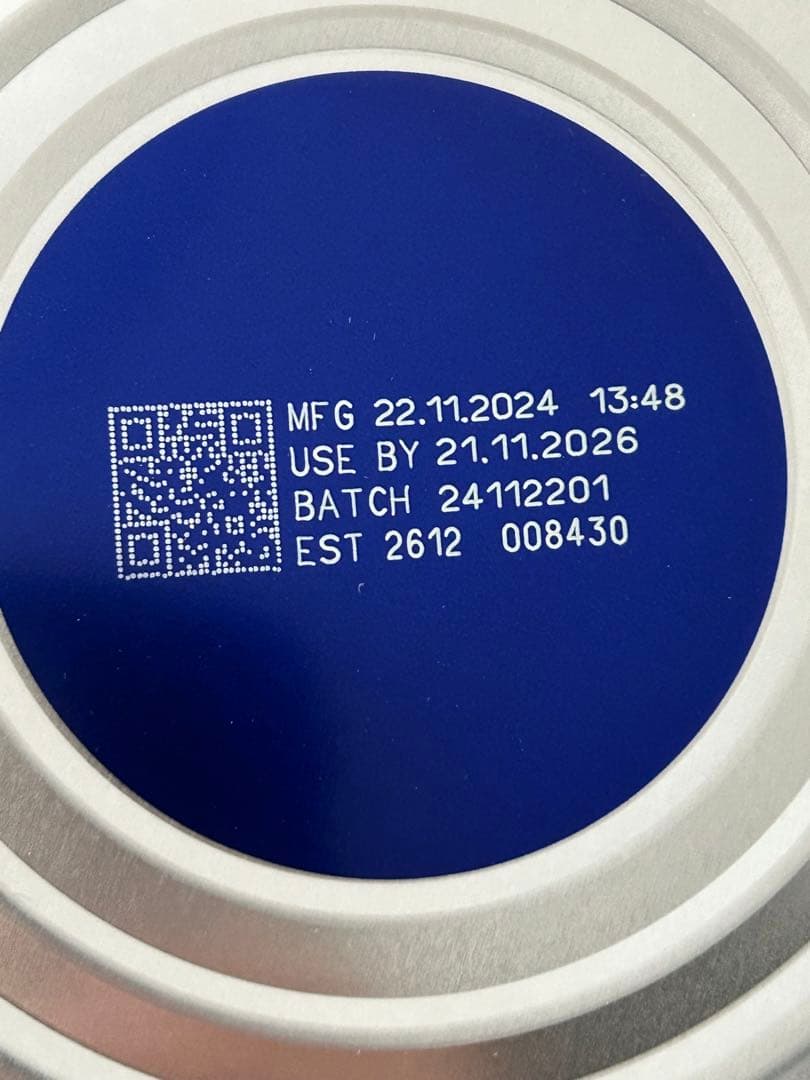 MFG 22.11.2024 13:48
USE BY 21.11.2026
BATCH 24112201
EST 2612 008430